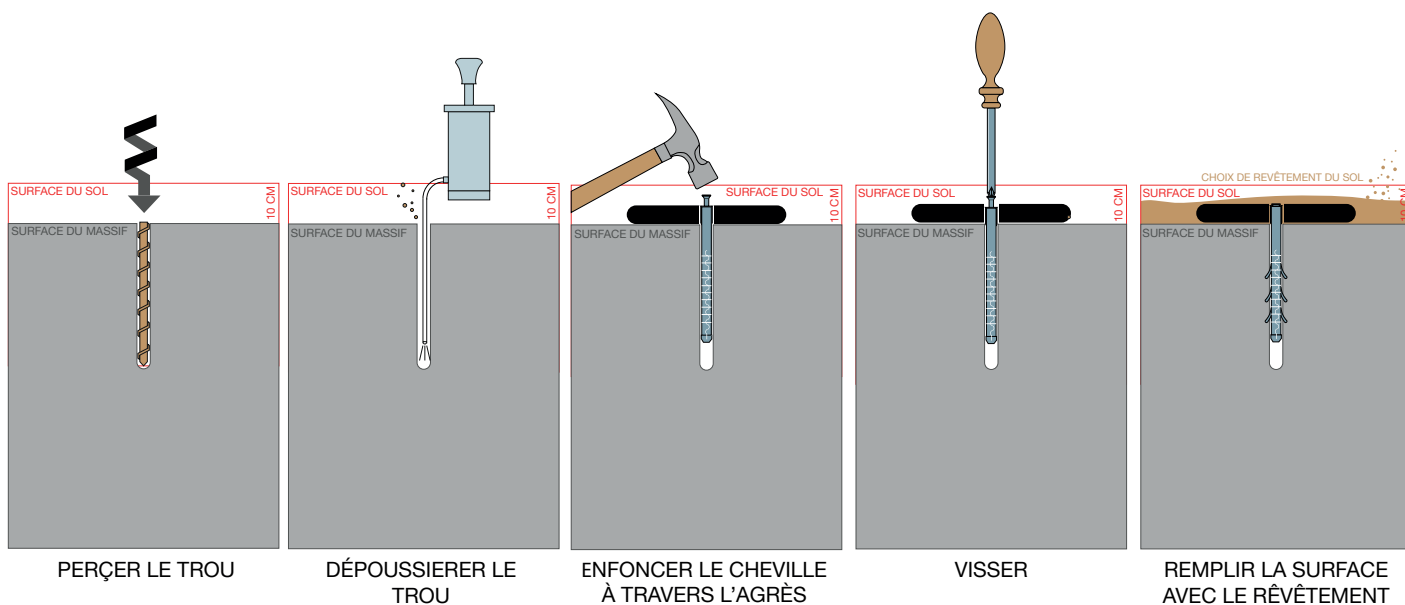 SURFACE DU SOL
10 CM
SURFACE DU MASSIF
PERÇER LE TROU
SURFACE DU SOL
10 CM
SURFACE DU MASSIF
DÉPOUSSIERER LE
TROU
SURFACE DU SOL
10 CM
SURFACE DU MASSIF
ENFONCER LE CHEVILLE
À TRAVERS L'AGRÈS
SURFACE DU SOL
10 CM
SURFACE DU MASSIF
VISSER
CHOIX DE REVÊTEMENT DU SOL
SURFACE DU SOL
10 CM
SURFACE DU MASSIF
REMPLIR LA SURFACE
AVEC LE RÊVÊTEMENT